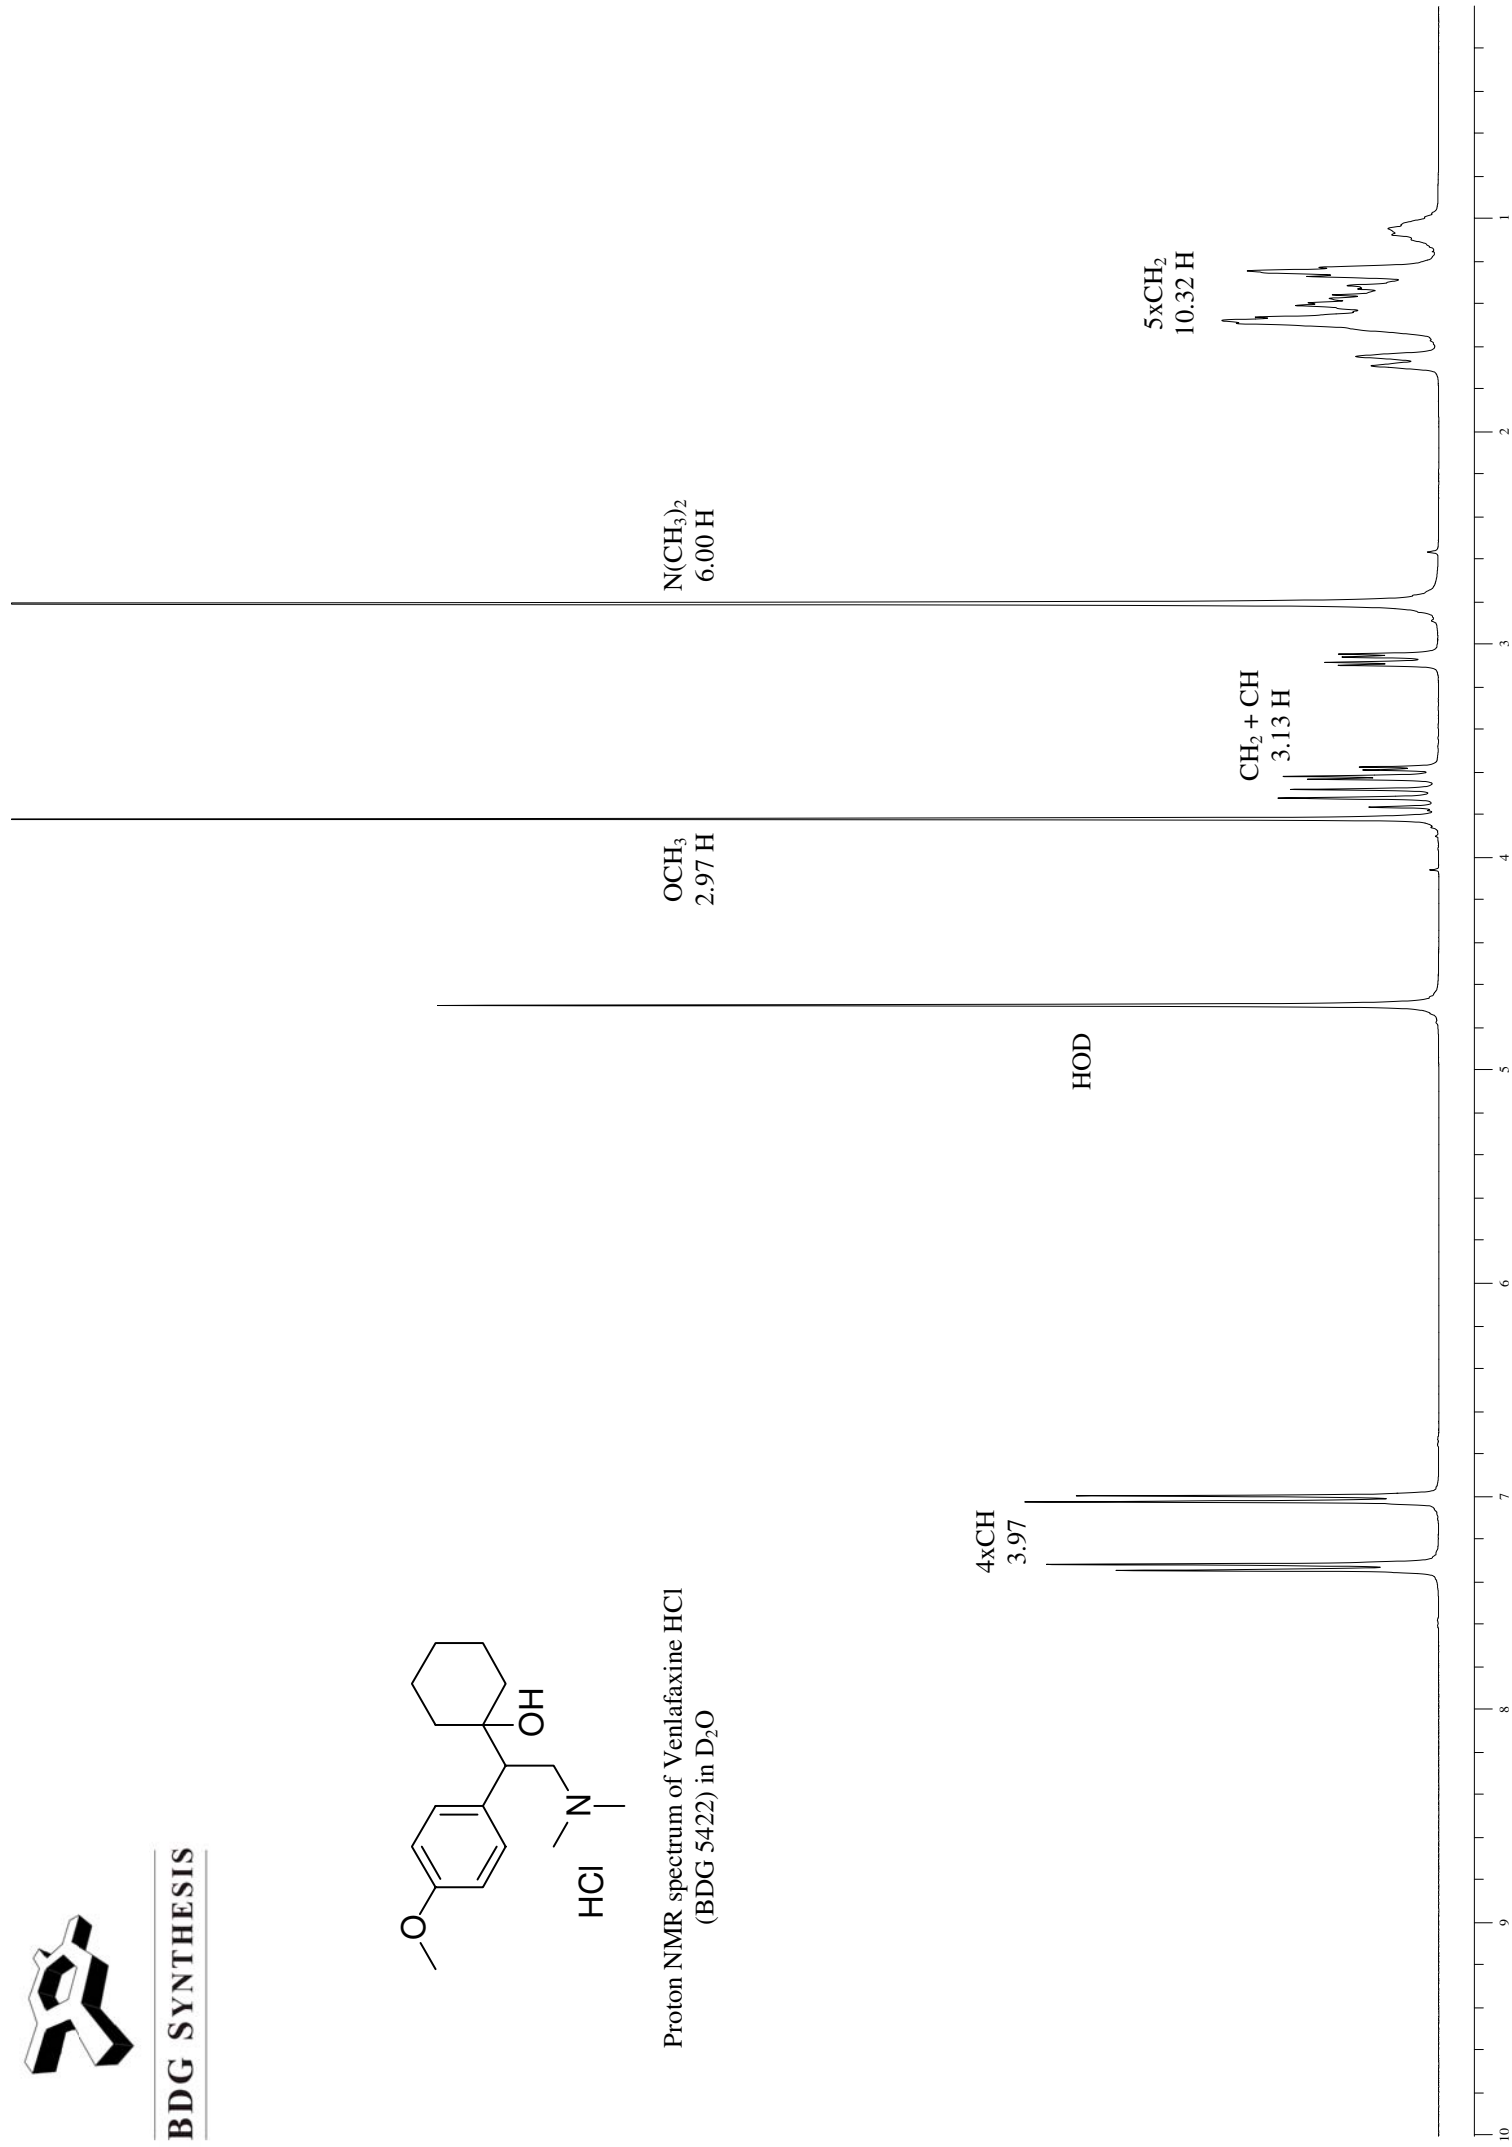 BDG SYNTHESIS
O
OH
N
HCl
Proton NMR spectrum of Venlafaxine HCl
(BDG 5422) in D₂O
4xCH
3.97
HOD
OCH₃
2.97 H
CH₂ + CH
3.13 H
N(CH₃)₂
6.00 H
5xCH₂
10.32 H
10 9 8 7 6 5 4 3 2 1